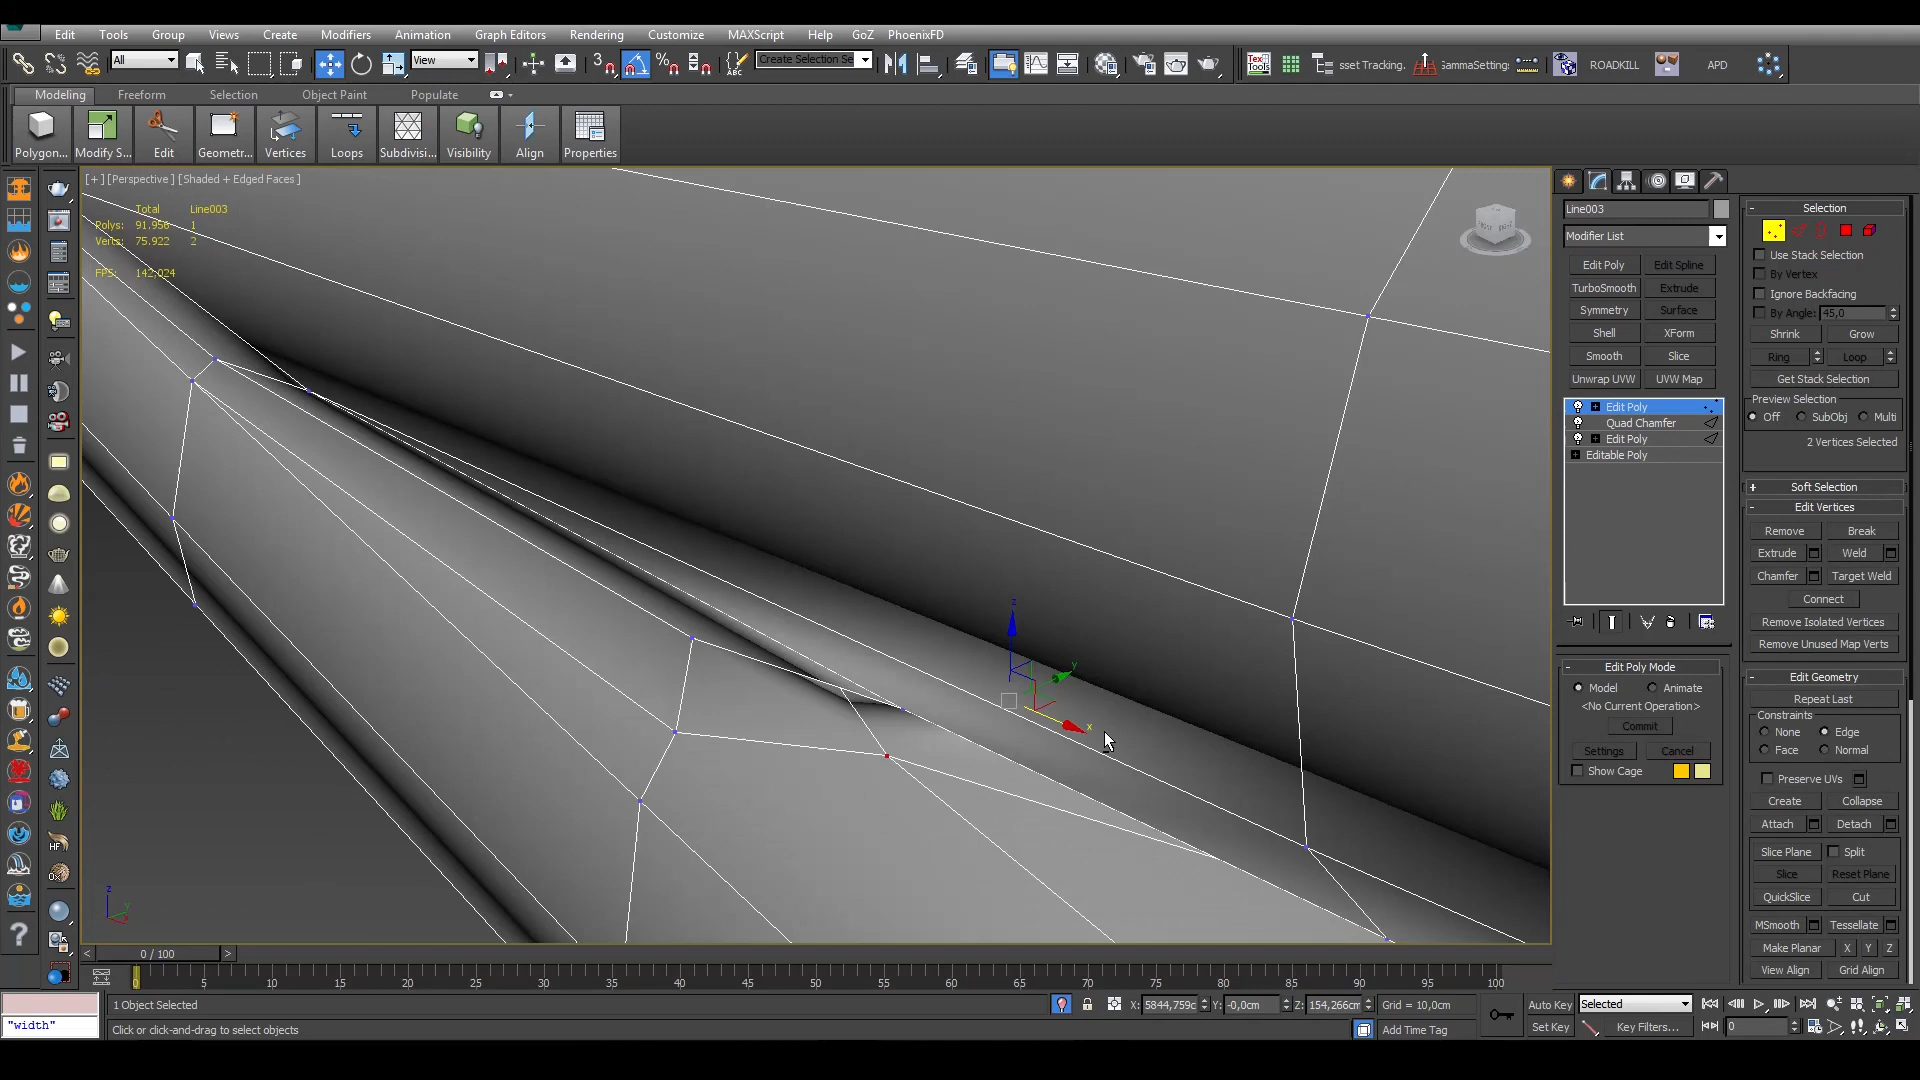 Edit Tools Group Views Create Modifiers Animation Graph Editors Rendering Customize MAXScript Help GoZ PhoenixFD
All View 3 Create Selection Se Tex Tools sset Tracking. GammaSetting: ROADKILL APD
Modeling Freeform Selection Object Paint Populate
Polygon... Modify S... Edit Geometr... Vertices Loops Subdivisi... Visibility Align Properties
[+] [Perspective] [Shaded + Edged Faces]
Total Line003
Polys: 91.956 1
Verts: 75.922 2
FPS: 142,024
z
y
x
z
Line003
Modifier List
Edit Poly Edit Spline
TurboSmooth Extrude
Symmetry Surface
Shell XForm
Smooth Slice
Unwrap UVW UVW Map
Edit Poly
Quad Chamfer
Edit Poly
Editable Poly
Edit Poly Mode
Model Animate
<No Current Operation>
Commit
Settings Cancel
Show Cage
Selection
Use Stack Selection
By Vertex
Ignore Backfacing
By Angle: 45,0
Shrink Grow
Ring Loop
Get Stack Selection
Preview Selection
Off SubObj Multi
2 Vertices Selected
Soft Selection
Edit Vertices
Remove Break
Extrude Weld
Chamfer Target Weld
Connect
Remove Isolated Vertices
Remove Unused Map Verts
Edit Geometry
Repeat Last
Constraints
None Edge
Face Normal
Preserve UVs
Create Collapse
Attach Detach
Slice Plane Split
Slice Reset Plane
QuickSlice Cut
MSmooth Tessellate
Make Planar X Y Z
View Align Grid Align
HF
< 0 / 100 >
0 5 10 15 20 25 30 35 40 45 50 55 60 65 70 75 80 85 90 95 100
1 Object Selected X: 5844,759c Y: -0,0cm Z: 154,266cm Grid = 10,0cm Auto Key Selected
"width" Click or click-and-drag to select objects Add Time Tag Set Key Key Filters... 0